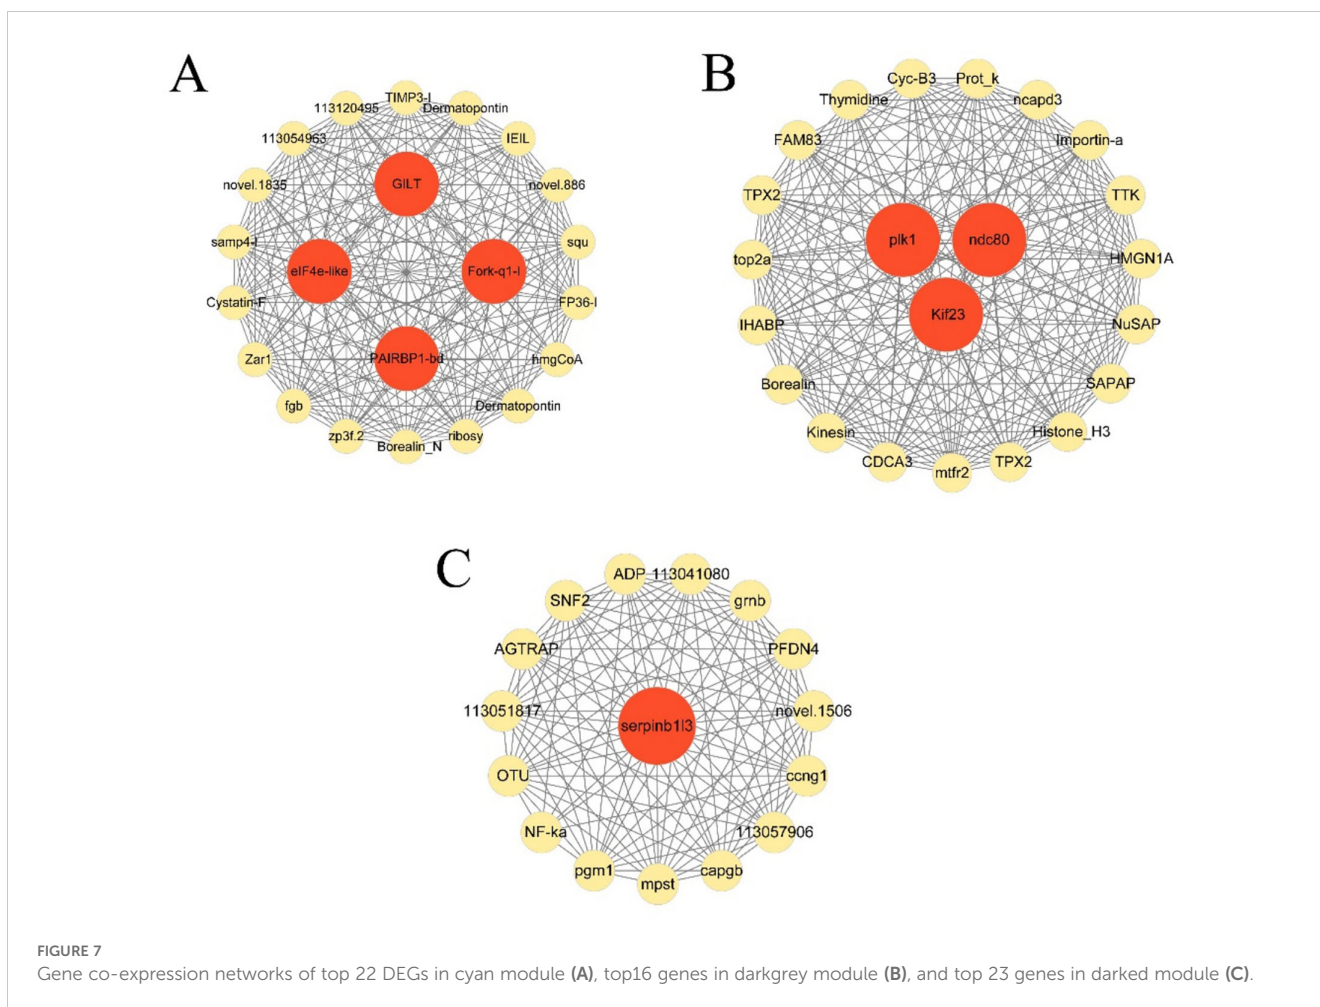 A
TIMP3-l
113120495
Dermatopontin
113054963
IEIL
GILT
novel.1835
novel.886
samp4-l
squ
eIF4e-like
Fork-q1-l
Cystatin-F
FP36-l
Zar1
PAIRBP1-bd
hmgCoA
fgb
Dermatopontin
zp3f.2
ribosy
Borealin_N
B
Cyc-B3
Prot_k
Thymidine
ncapd3
FAM83
Importin-a
TPX2
TTK
plk1
ndc80
top2a
HMGN1A
Kif23
IHABP
NuSAP
Borealin
SAPAP
Kinesin
Histone_H3
CDCA3
TPX2
mtfr2
C
ADP
113041080
SNF2
grnb
AGTRAP
PFDN4
113051817
novel.1506
serpinb1l3
OTU
ccng1
NF-ka
113057906
pgm1
capgb
mpst
FIGURE 7
Gene co-expression networks of top 22 DEGs in cyan module (A), top16 genes in darkgrey module (B), and top 23 genes in darked module (C).